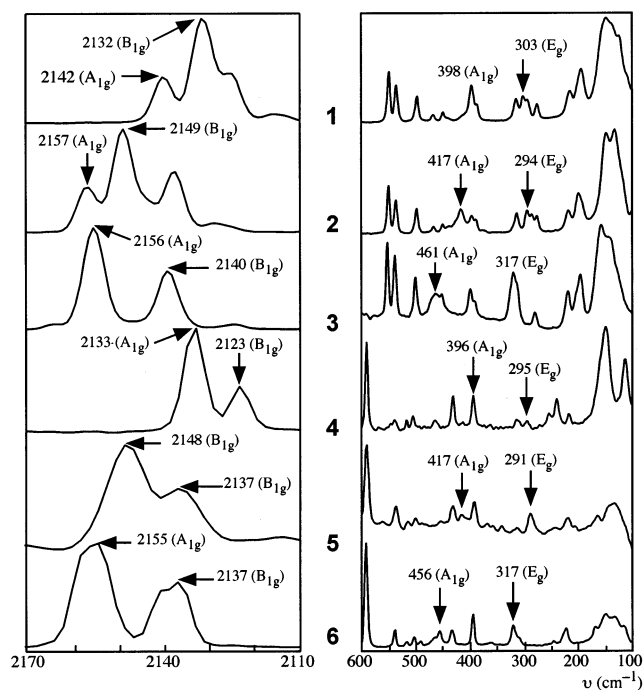 2132 (B1g)
2142 (A1g)
303 (Eg)
398 (A1g)
1
2157 (A1g)
2149 (B1g)
417 (A1g)
294 (Eg)
2
2156 (A1g)
2140 (B1g)
461 (A1g)
317 (Eg)
3
2133 (A1g)
2123 (B1g)
396 (A1g)
295 (Eg)
4
2148 (B1g)
2137 (B1g)
417 (A1g)
291 (Eg)
5
2155 (A1g)
2137 (B1g)
456 (A1g)
317 (Eg)
6
2170 2140 2110
600 500 400 300 200 100
υ (cm⁻¹)